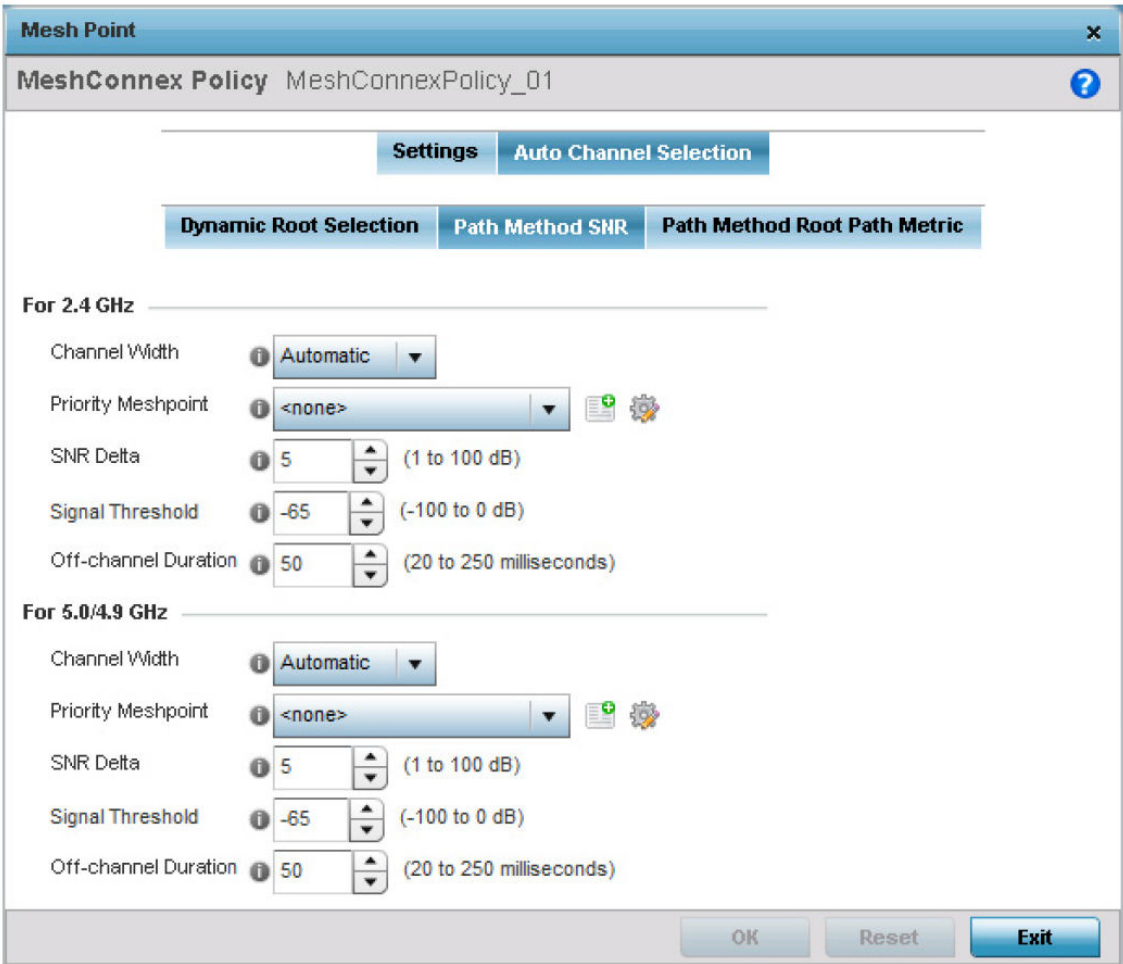 Mesh Point
MeshConnex Policy MeshConnexPolicy_01
Settings Auto Channel Selection
Dynamic Root Selection Path Method SNR Path Method Root Path Metric
For 2.4 GHz
Channel Width Automatic
Priority Meshpoint <none>
SNR Delta 5 (1 to 100 dB)
Signal Threshold -65 (-100 to 0 dB)
Off-channel Duration 50 (20 to 250 milliseconds)
For 5.0/4.9 GHz
Channel Width Automatic
Priority Meshpoint <none>
SNR Delta 5 (1 to 100 dB)
Signal Threshold -65 (-100 to 0 dB)
Off-channel Duration 50 (20 to 250 milliseconds)
OK Reset Exit